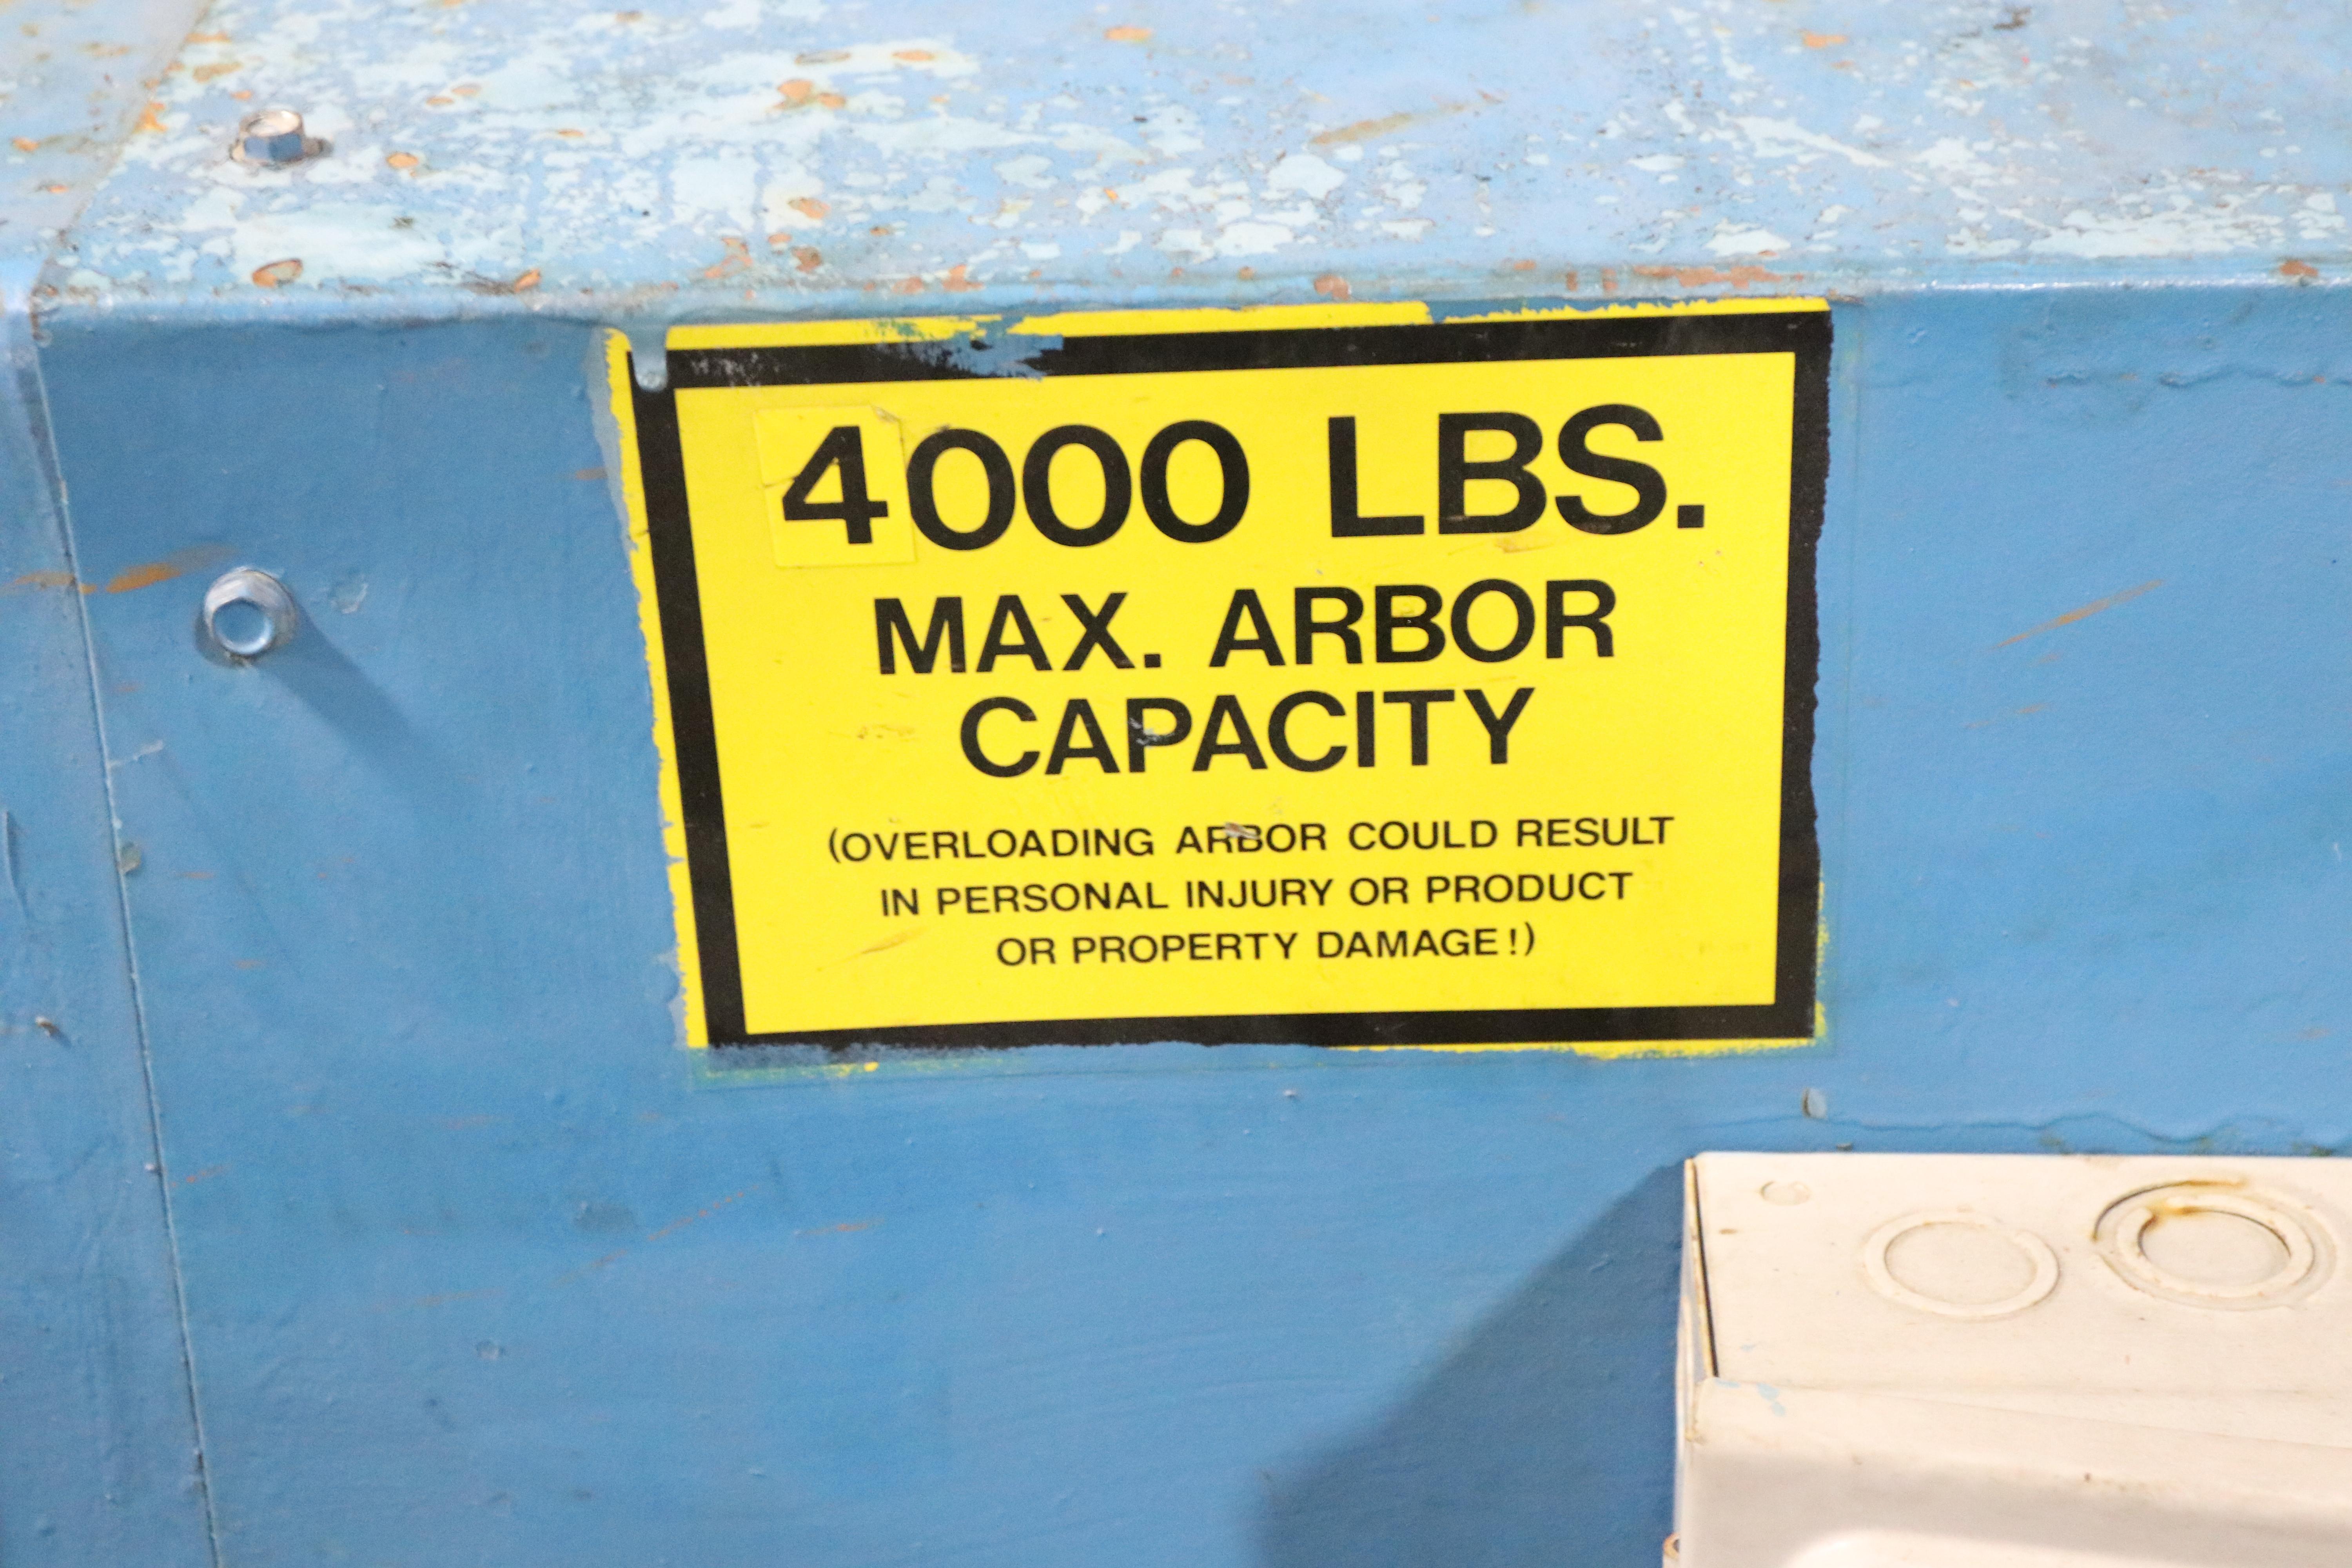 4000 LBS.
MAX. ARBOR
CAPACITY
(OVERLOADING ARBOR COULD RESULT
IN PERSONAL INJURY OR PRODUCT
OR PROPERTY DAMAGE!)